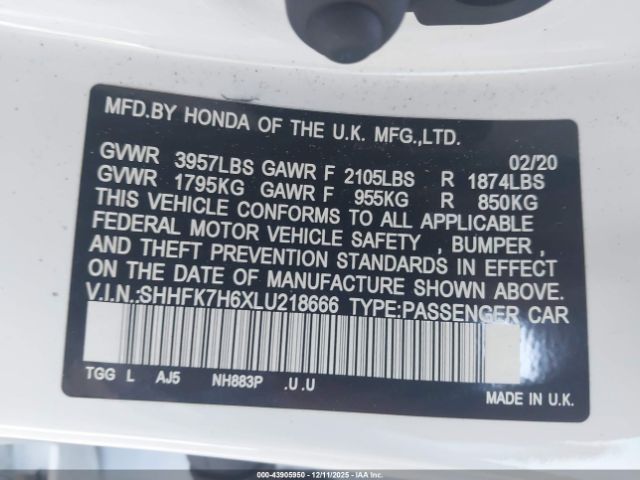 MFD.BY HONDA OF THE U.K. MFG.,LTD.
02/20
GVWR 3957LBS GAWR F 2105LBS R 1874LBS
GVWR 1795KG GAWR F 955KG R 850KG
THIS VEHICLE CONFORMS TO ALL APPLICABLE
FEDERAL MOTOR VEHICLE SAFETY , BUMPER ,
AND THEFT PREVENTION STANDARDS IN EFFECT
ON THE DATE OF MANUFACTURE SHOWN ABOVE.
V.I.N.:SHHFK7H6XLU218666 TYPE:PASSENGER CAR
TGG L AJ5 NH883P .U .U
MADE IN U.K.
000-43905950 - 12/11/2025 - COPYRIGHT IAA